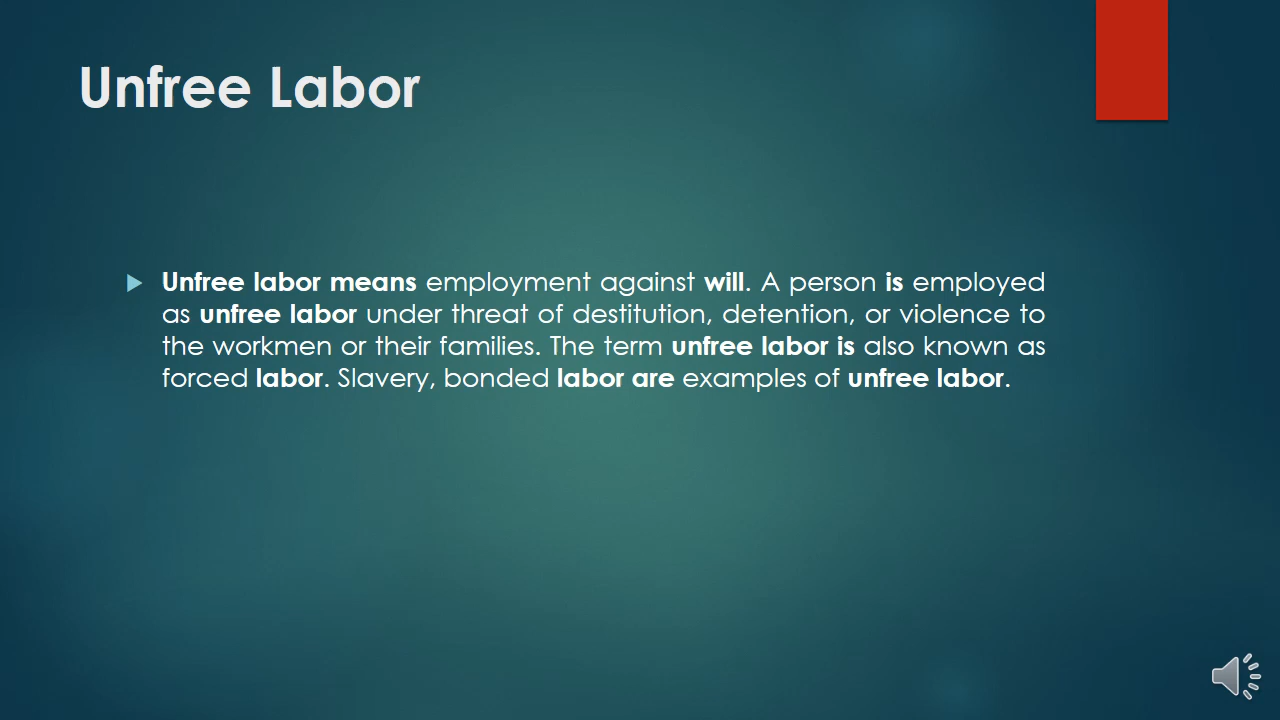 Unfree Labor
Unfree labor means employment against will. A person is employed
as unfree labor under threat of destitution, detention, or violence to
the workmen or their families. The term unfree labor is also known as
forced labor. Slavery, bonded labor are examples of unfree labor.